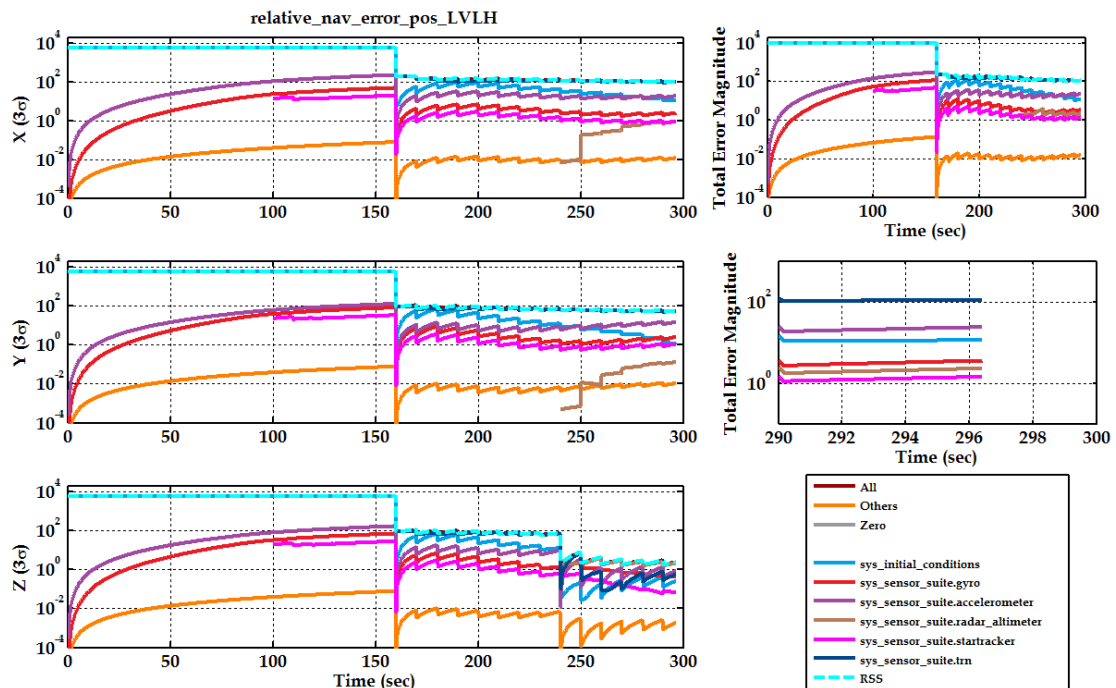 relative_nav_error_pos_LVLH
X (3σ)
10^4
10^2
10^0
10^-2
10^-4
0 50 100 150 200 250 300
Total Error Magnitude
10^4
10^2
10^0
10^-2
10^-4
0 100 200 300
Time (sec)
Y (3σ)
10^4
10^2
10^0
10^-2
10^-4
0 50 100 150 200 250 300
Total Error Magnitude
10^2
10^0
290 292 294 296 298 300
Time (sec)
Z (3σ)
10^4
10^2
10^0
10^-2
10^-4
0 50 100 150 200 250 300
Time (sec)
All
Others
Zero
sys_initial_conditions
sys_sensor_suite.gyro
sys_sensor_suite.accelerometer
sys_sensor_suite.radar_altimeter
sys_sensor_suite.startracker
sys_sensor_suite.trn
RSS